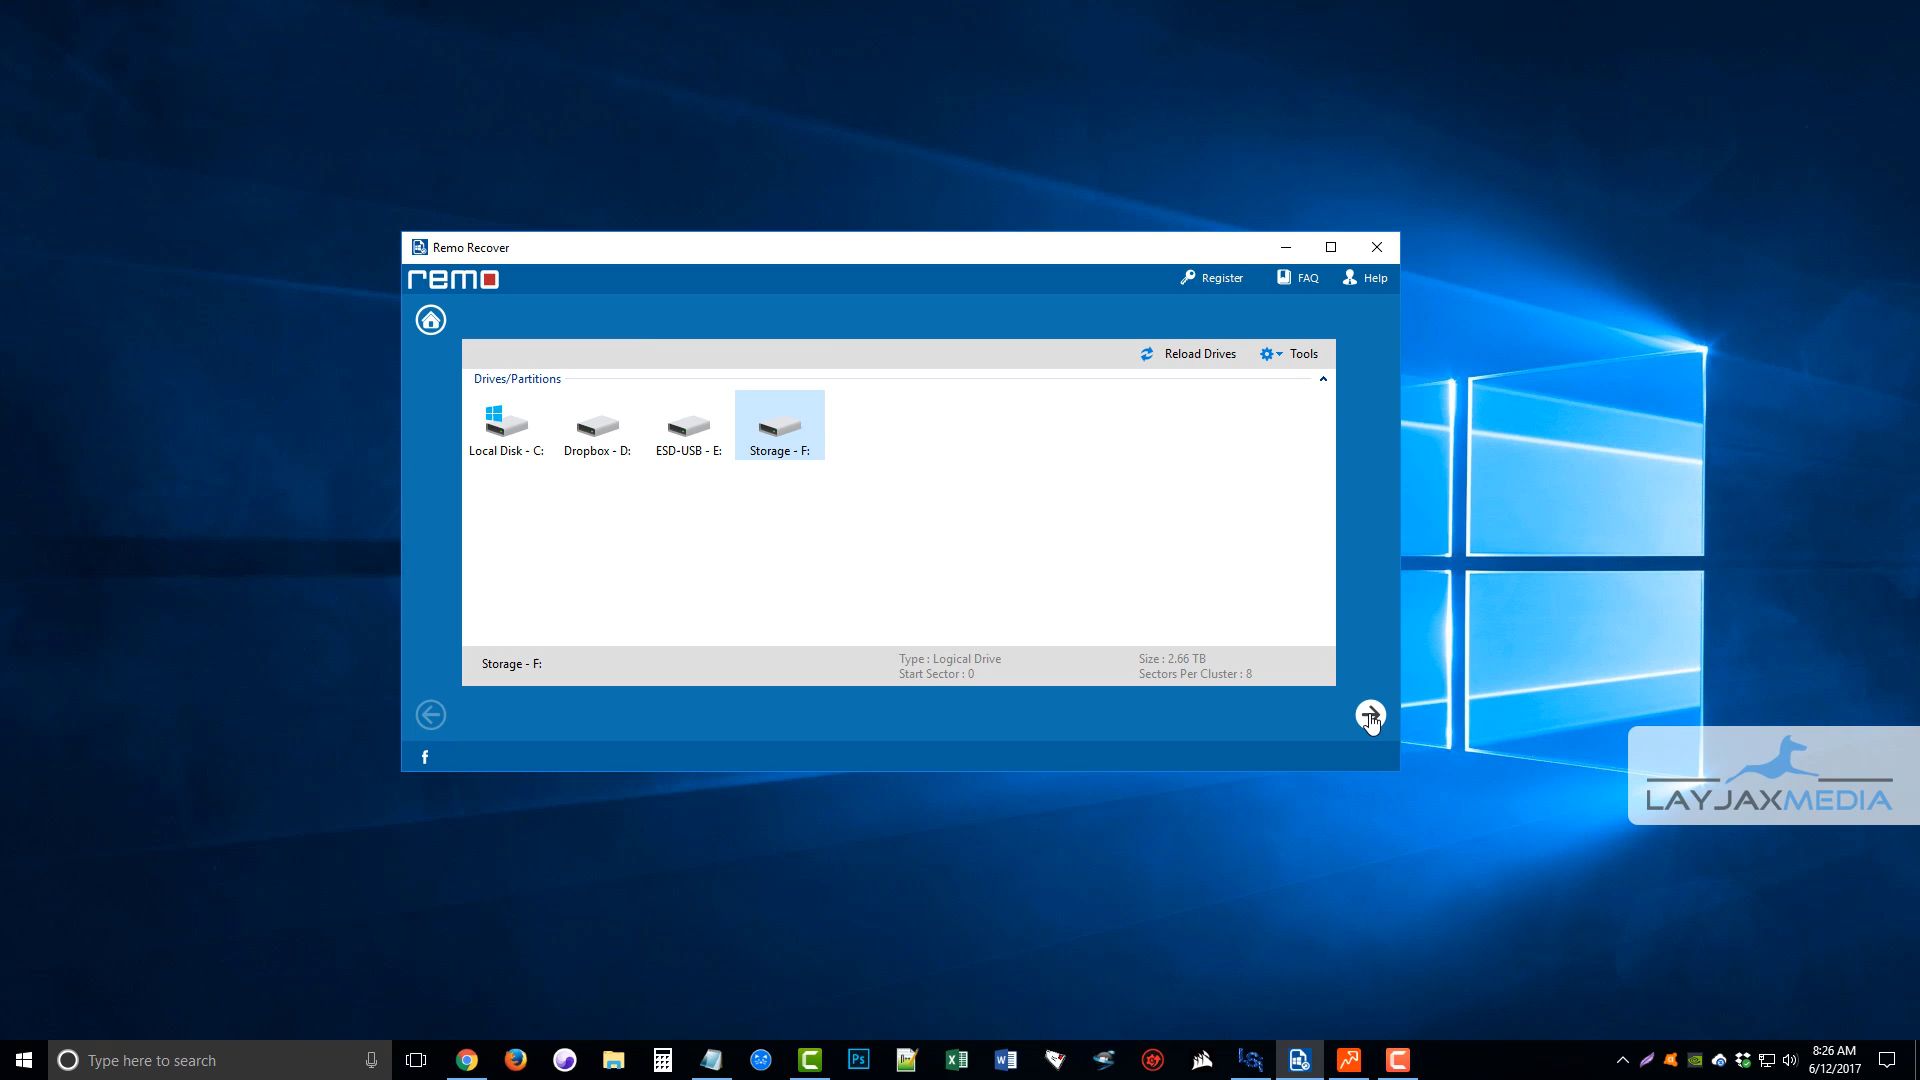 Remo Recover
remo
Register
FAQ
Help
Reload Drives
Tools
Drives/Partitions
Local Disk - C:
Dropbox - D:
ESD-USB - E:
Storage - F:
Storage - F:
Type : Logical Drive
Size : 2.66 TB
Start Sector : 0
Sectors Per Cluster : 8
f
LAYJAXMEDIA
Type here to search
Ps
8:26 AM
6/12/2017